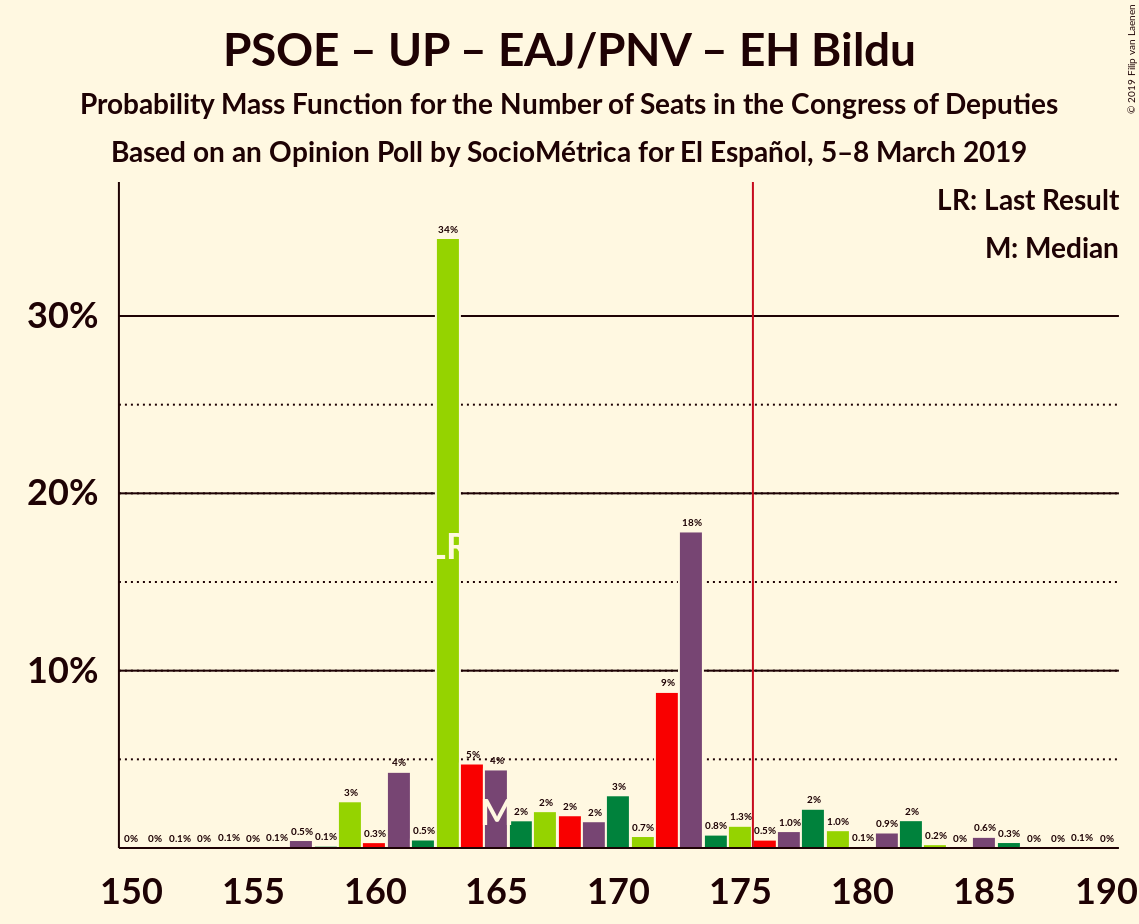 PSOE – UP – EAJ/PNV – EH Bildu
Probability Mass Function for the Number of Seats in the Congress of Deputies
Based on an Opinion Poll by SocioMétrica for El Español, 5–8 March 2019
© 2019 Filip van Laenen
LR: Last Result
M: Median
30%
20%
10%
0% 0% 0.1% 0% 0.1% 0% 0.1% 0.5% 0.1% 3% 0.3% 4% 0.5% 34% 5% 4% 2% 2% 2% 2% 3% 0.7% 9% 18% 0.8% 1.3% 0.5% 1.0% 2% 1.0% 0.1% 0.9% 2% 0.2% 0% 0.6% 0.3% 0% 0% 0.1% 0%
LR
M
150 155 160 165 170 175 180 185 190